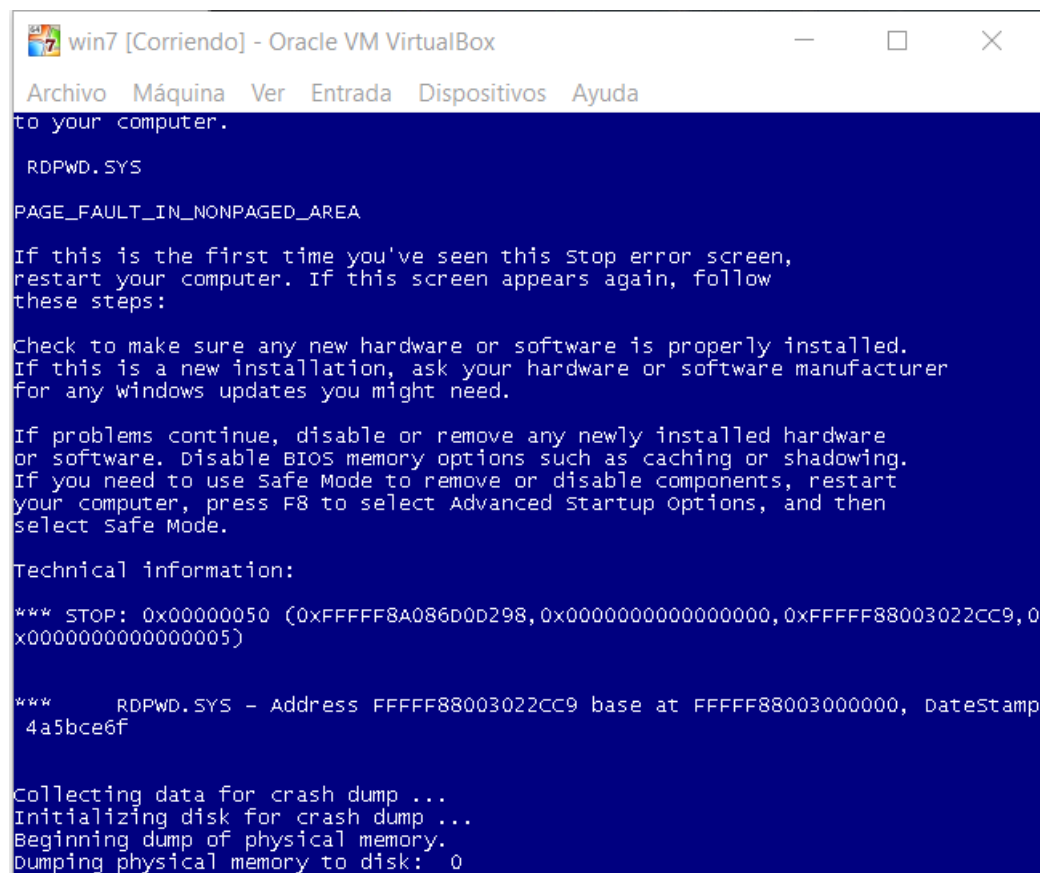 win7 [Corriendo] - Oracle VM VirtualBox
Archivo Máquina Ver Entrada Dispositivos Ayuda
to your computer.
RDPWD.SYS
PAGE_FAULT_IN_NONPAGED_AREA
If this is the first time you've seen this Stop error screen,
restart your computer. If this screen appears again, follow
these steps:
Check to make sure any new hardware or software is properly installed.
If this is a new installation, ask your hardware or software manufacturer
for any Windows updates you might need.
If problems continue, disable or remove any newly installed hardware
or software. Disable BIOS memory options such as caching or shadowing.
If you need to use Safe Mode to remove or disable components, restart
your computer, press F8 to select Advanced Startup Options, and then
select Safe Mode.
Technical information:
*** STOP: 0x00000050 (0xFFFFF8A086D0D298,0x0000000000000000,0xFFFFF88003022CC9,0
x0000000000000005)
*** RDPWD.SYS – Address FFFFF88003022CC9 base at FFFFF88003000000, DateStamp
4a5bce6f
Collecting data for crash dump ...
Initializing disk for crash dump ...
Beginning dump of physical memory.
Dumping physical memory to disk: 0